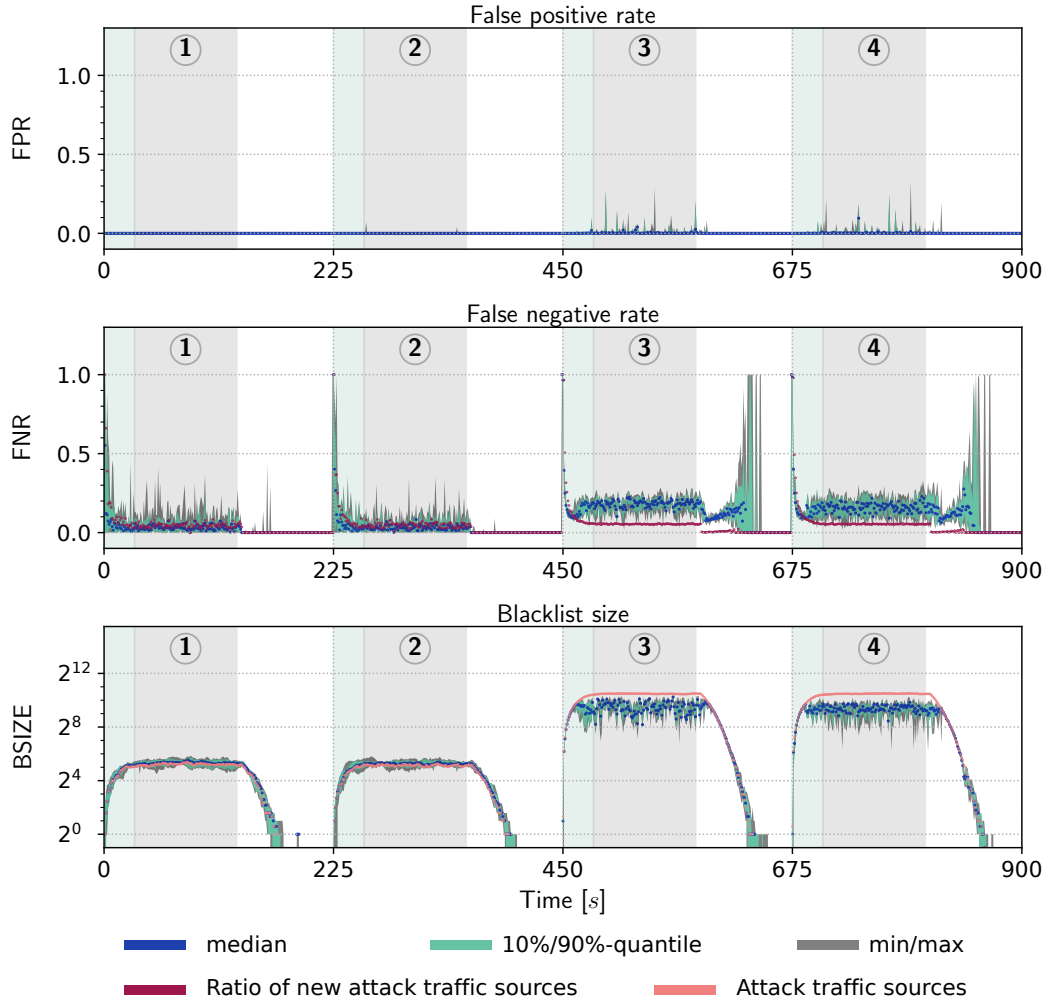 False positive rate
1 2 3 4
1.0
0.5
0.0
FPR
0 225 450 675 900
False negative rate
1 2 3 4
1.0
0.5
0.0
FNR
0 225 450 675 900
Blacklist size
1 2 3 4
2^12
2^8
2^4
2^0
BSIZE
0 225 450 675 900
Time [s]
median 10%/90%-quantile min/max
Ratio of new attack traffic sources Attack traffic sources